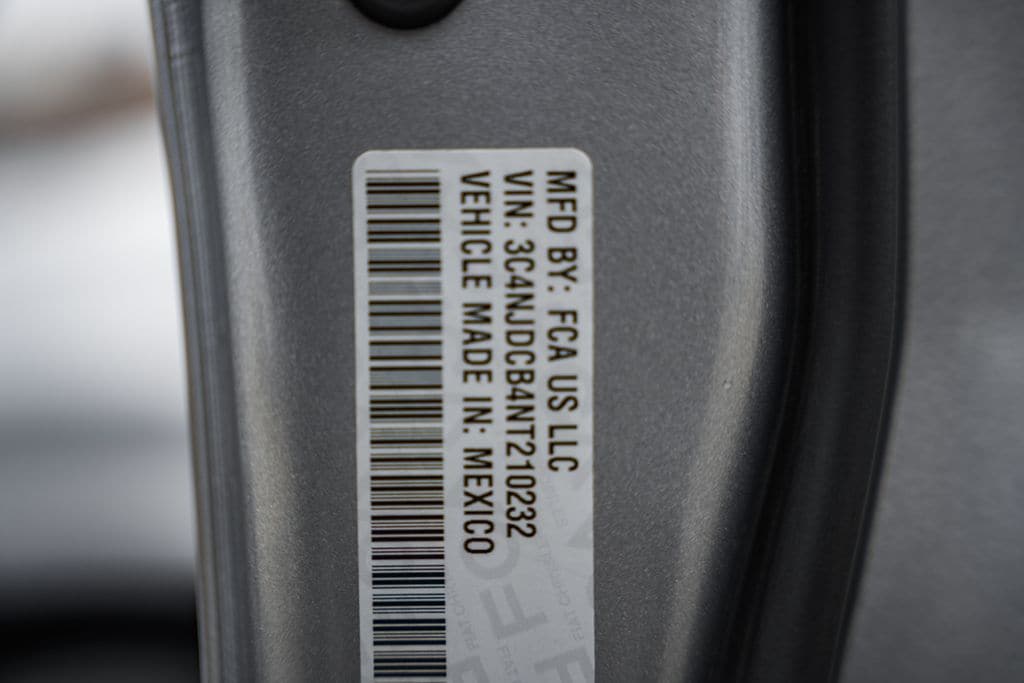 MFD BY: FCA US LLC
VIN: 3C4NJDCB4NT210232
VEHICLE MADE IN: MEXICO